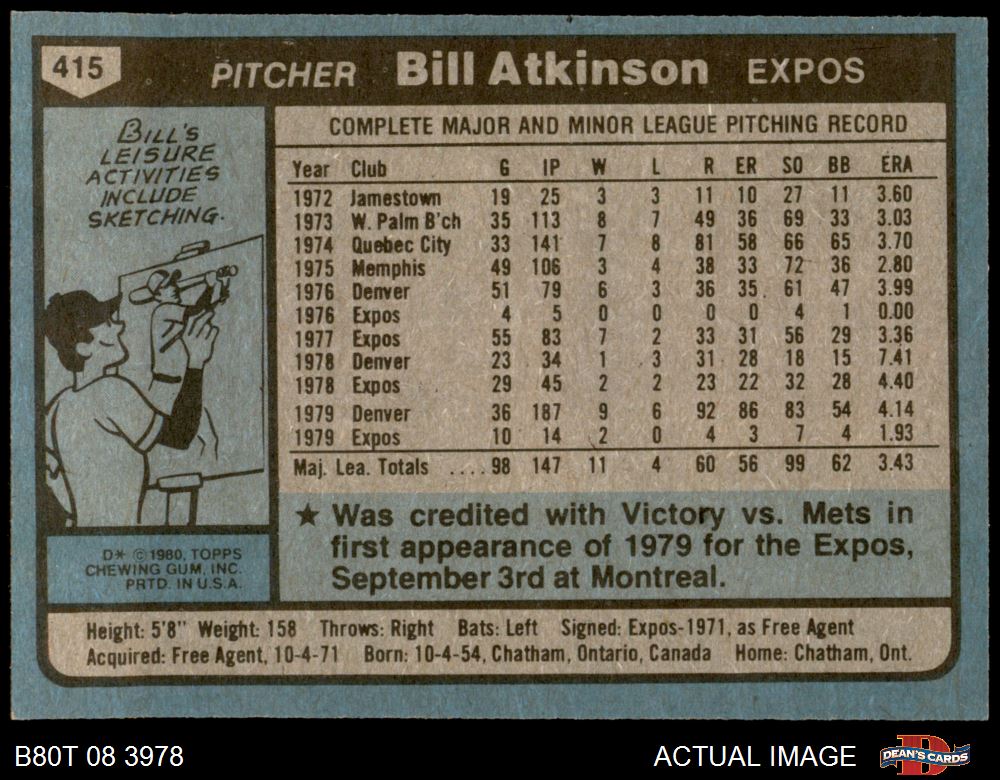 415
PITCHER Bill Atkinson EXPOS
BILL'S
LEISURE
ACTIVITIES
INCLUDE
SKETCHING.
D* © 1980, TOPPS
CHEWING GUM, INC.
PRTD. IN U.S.A.
COMPLETE MAJOR AND MINOR LEAGUE PITCHING RECORD
Year Club G IP W L R ER SO BB ERA
1972 Jamestown 19 25 3 3 11 10 27 11 3.60
1973 W. Palm B'ch 35 113 8 7 49 36 69 33 3.03
1974 Quebec City 33 141 7 8 81 58 66 65 3.70
1975 Memphis 49 106 3 4 38 33 72 36 2.80
1976 Denver 51 79 6 3 36 35 61 47 3.99
1976 Expos 4 5 0 0 0 0 4 1 0.00
1977 Expos 55 83 7 2 33 31 56 29 3.36
1978 Denver 23 34 1 3 31 28 18 15 7.41
1978 Expos 29 45 2 2 23 22 32 28 4.40
1979 Denver 36 187 9 6 92 86 83 54 4.14
1979 Expos 10 14 2 0 4 3 7 4 1.93
Maj. Lea. Totals .... 98 147 11 4 60 56 99 62 3.43
★ Was credited with Victory vs. Mets in
first appearance of 1979 for the Expos,
September 3rd at Montreal.
Height: 5'8" Weight: 158 Throws: Right Bats: Left Signed: Expos-1971, as Free Agent
Acquired: Free Agent, 10-4-71 Born: 10-4-54, Chatham, Ontario, Canada Home: Chatham, Ont.
B80T 08 3978 ACTUAL IMAGE DEAN'S CARDS